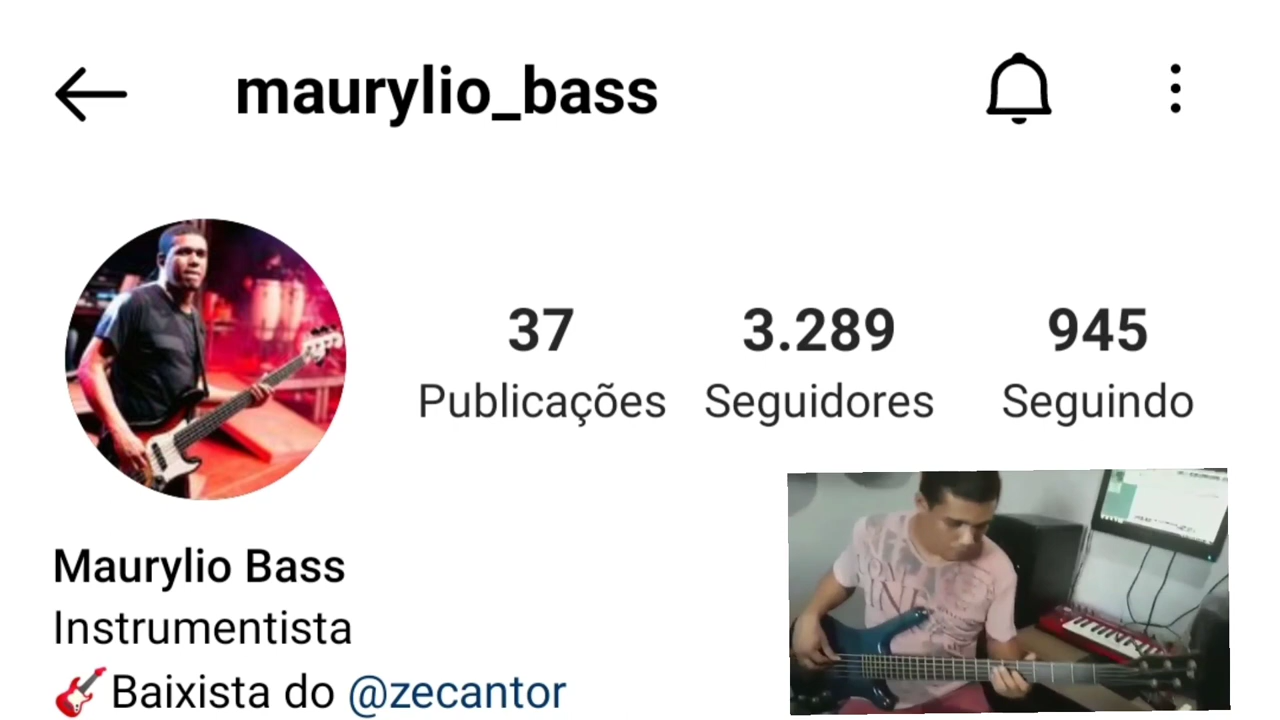 maurylio_bass
37 3.289 945
Publicações Seguidores Seguindo
Maurylio Bass
Instrumentista
Baixista do @zecantor